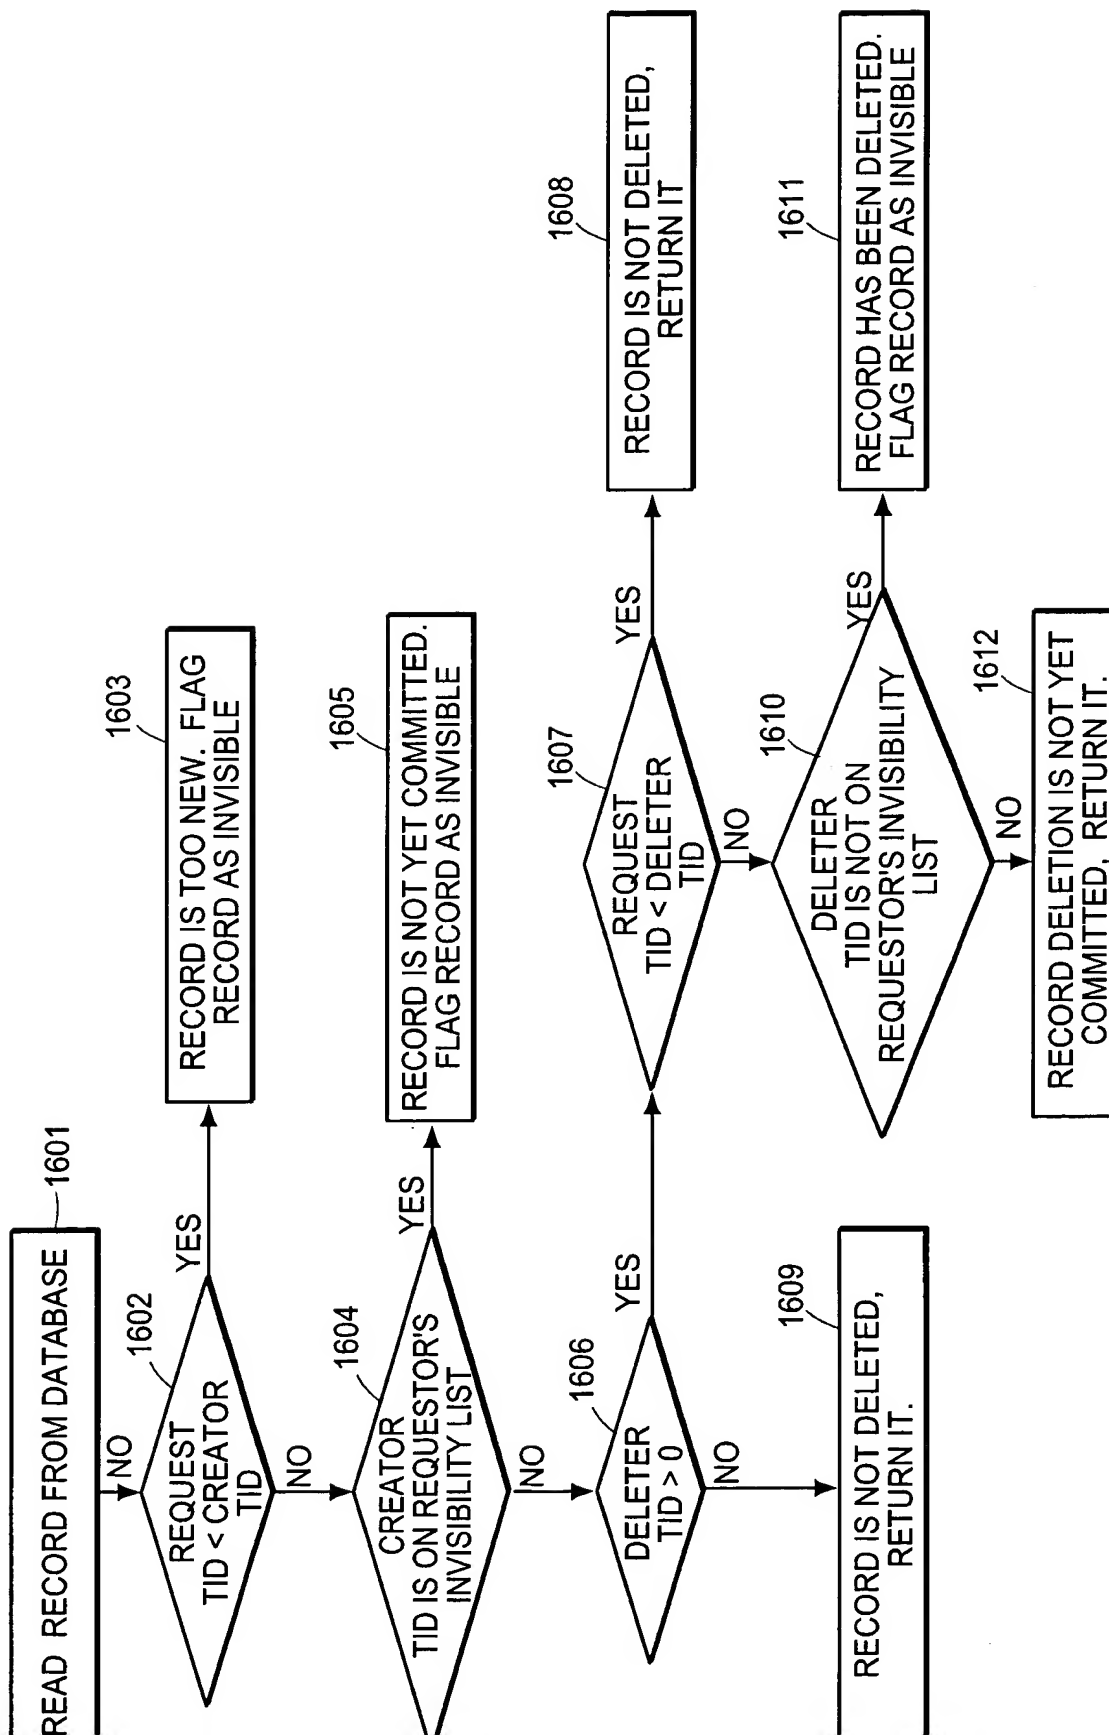 READ RECORD FROM DATABASE
1601
NO
REQUEST
TID < CREATOR
TID
1602
YES
RECORD IS TOO NEW. FLAG
RECORD AS INVISIBLE
1603
NO
CREATOR
TID IS ON REQUESTOR'S
INVISIBILITY LIST
1604
YES
RECORD IS NOT YET COMMITTED.
FLAG RECORD AS INVISIBLE
1605
NO
DELETER
TID > 0
1606
YES
REQUEST
TID < DELETER
TID
1607
YES
RECORD IS NOT DELETED,
RETURN IT
1608
NO
RECORD IS NOT DELETED,
RETURN IT.
1609
NO
DELETER
TID IS NOT ON
REQUESTOR'S INVISIBILITY
LIST
1610
YES
RECORD HAS BEEN DELETED.
FLAG RECORD AS INVISIBLE
1611
NO
RECORD DELETION IS NOT YET
COMMITTED, RETURN IT.
1612